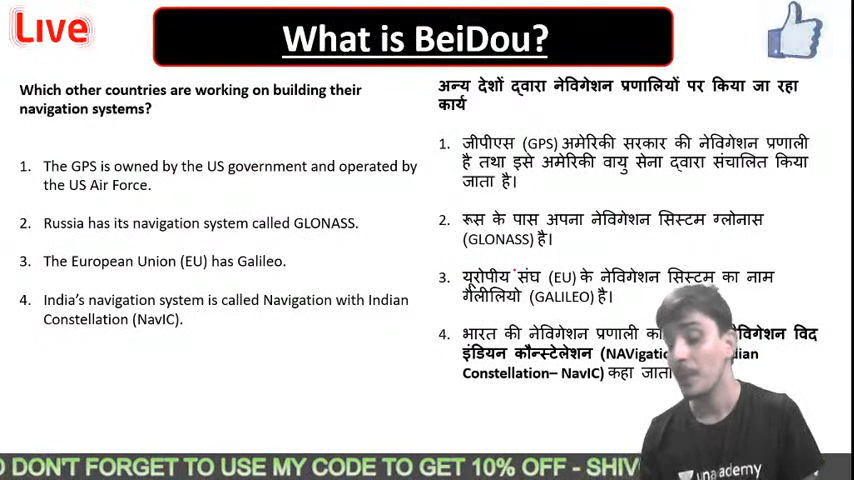 Live
What is BeiDou?
Which other countries are working on building their
navigation systems?
1. The GPS is owned by the US government and operated by
the US Air Force.
2. Russia has its navigation system called GLONASS.
3. The European Union (EU) has Galileo.
4. India's navigation system is called Navigation with Indian
Constellation (NavIC).
अन्य देशों द्वारा नेविगेशन प्रणालियों पर किया जा रहा
कार्य
1. जीपीएस (GPS) अमेरिकी सरकार की नेविगेशन प्रणाली
है तथा इसे अमेरिकी वायु सेना द्वारा संचालित किया
जाता है।
2. रूस के पास अपना नेविगेशन सिस्टम ग्लोनास
(GLONASS) है।
3. यूरोपीय संघ (EU) के नेविगेशन सिस्टम का नाम
गैलीलियो (GALILEO) है।
4. भारत की नेविगेशन प्रणाली को नेविगेशन विद
इंडियन कौन्स्टेलेशन (NAVigati
Constellation– NavIC) कहा जाता
DON'T FORGET TO USE MY CODE TO GET 10% OFF - SHIV
unacademy